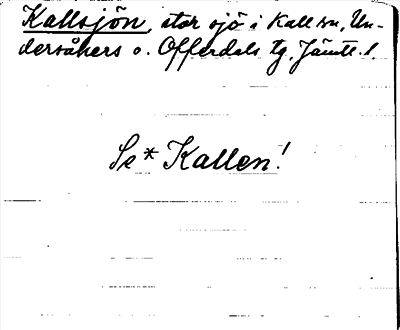 Kallsjön, stor sjö i Kall sn, Un-
dersåkers o. Offerdals tg, Jämtl.
Se * Kallen!